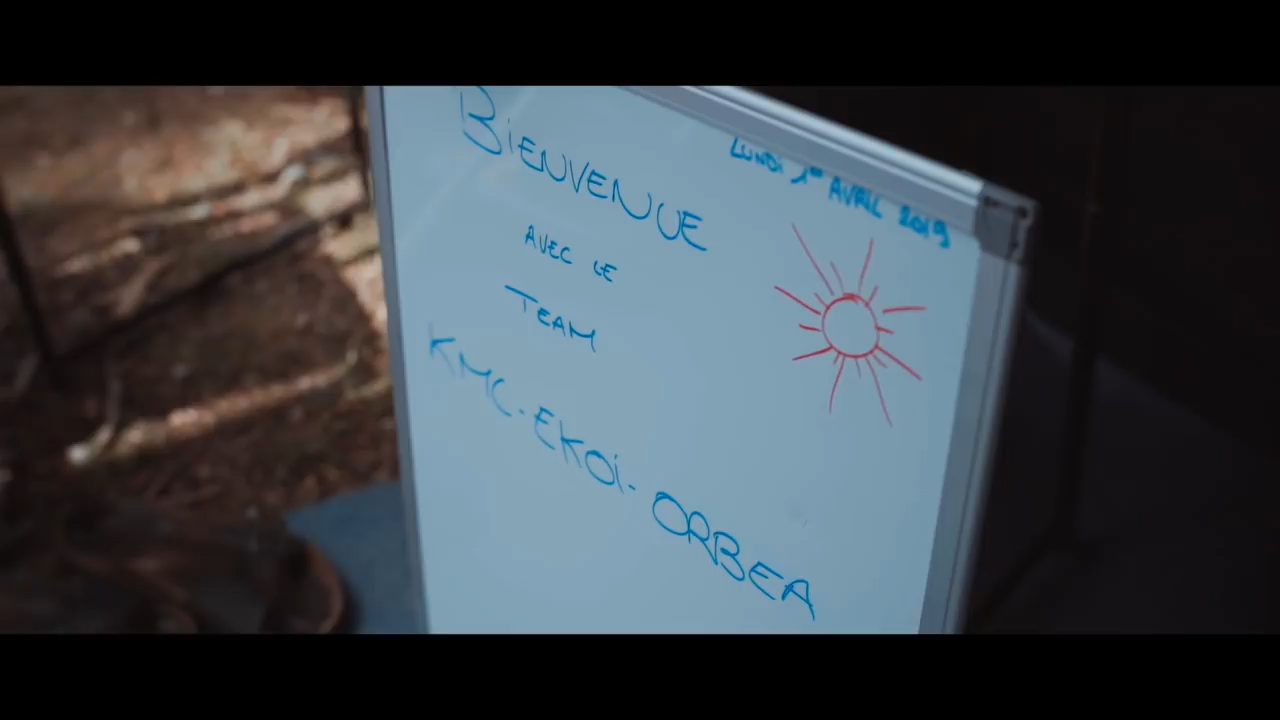 LUNDI 1er AVRIL 2019
BiENVENUE
AVEC LE
TEAM
KMC-EKOi-ORBEA